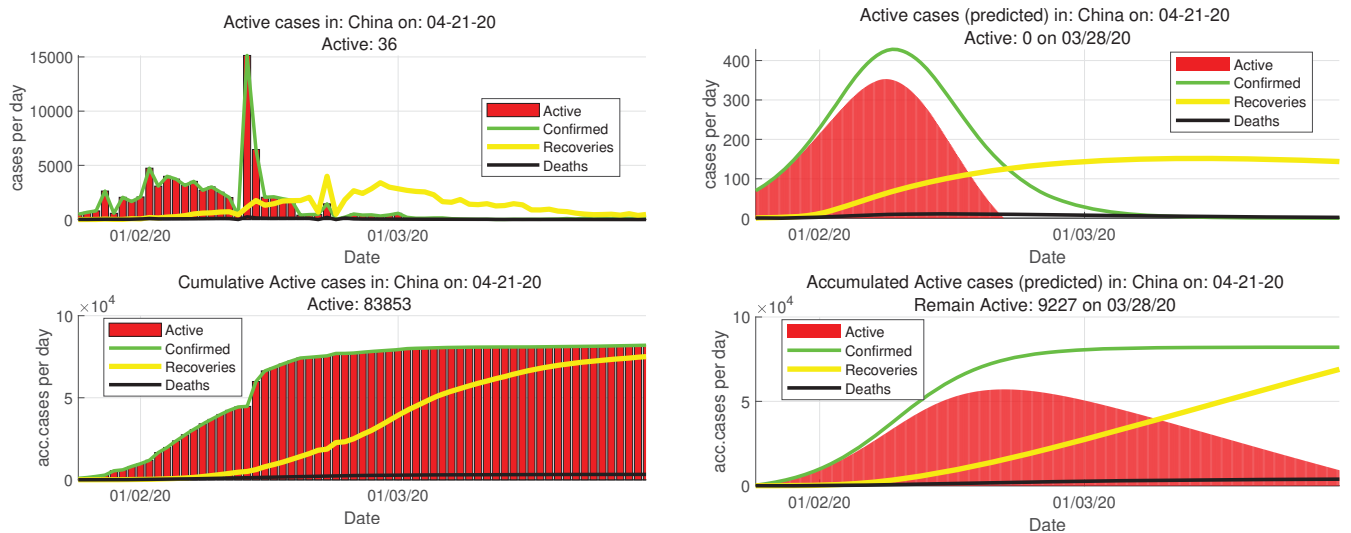 Active cases in: China on: 04-21-20
Active: 36
15000
10000
5000
0
cases per day
01/02/20
01/03/20
Date
Active
Confirmed
Recoveries
Deaths
Active cases (predicted) in: China on: 04-21-20
Active: 0 on 03/28/20
400
300
200
100
0
cases per day
01/02/20
01/03/20
Date
Active
Confirmed
Recoveries
Deaths
Cumulative Active cases in: China on: 04-21-20
Active: 83853
×10⁴
10
5
0
acc.cases per day
01/02/20
01/03/20
Date
Active
Confirmed
Recoveries
Deaths
Accumulated Active cases (predicted) in: China on: 04-21-20
Remain Active: 9227 on 03/28/20
×10⁴
10
5
0
acc.cases per day
01/02/20
01/03/20
Date
Active
Confirmed
Recoveries
Deaths